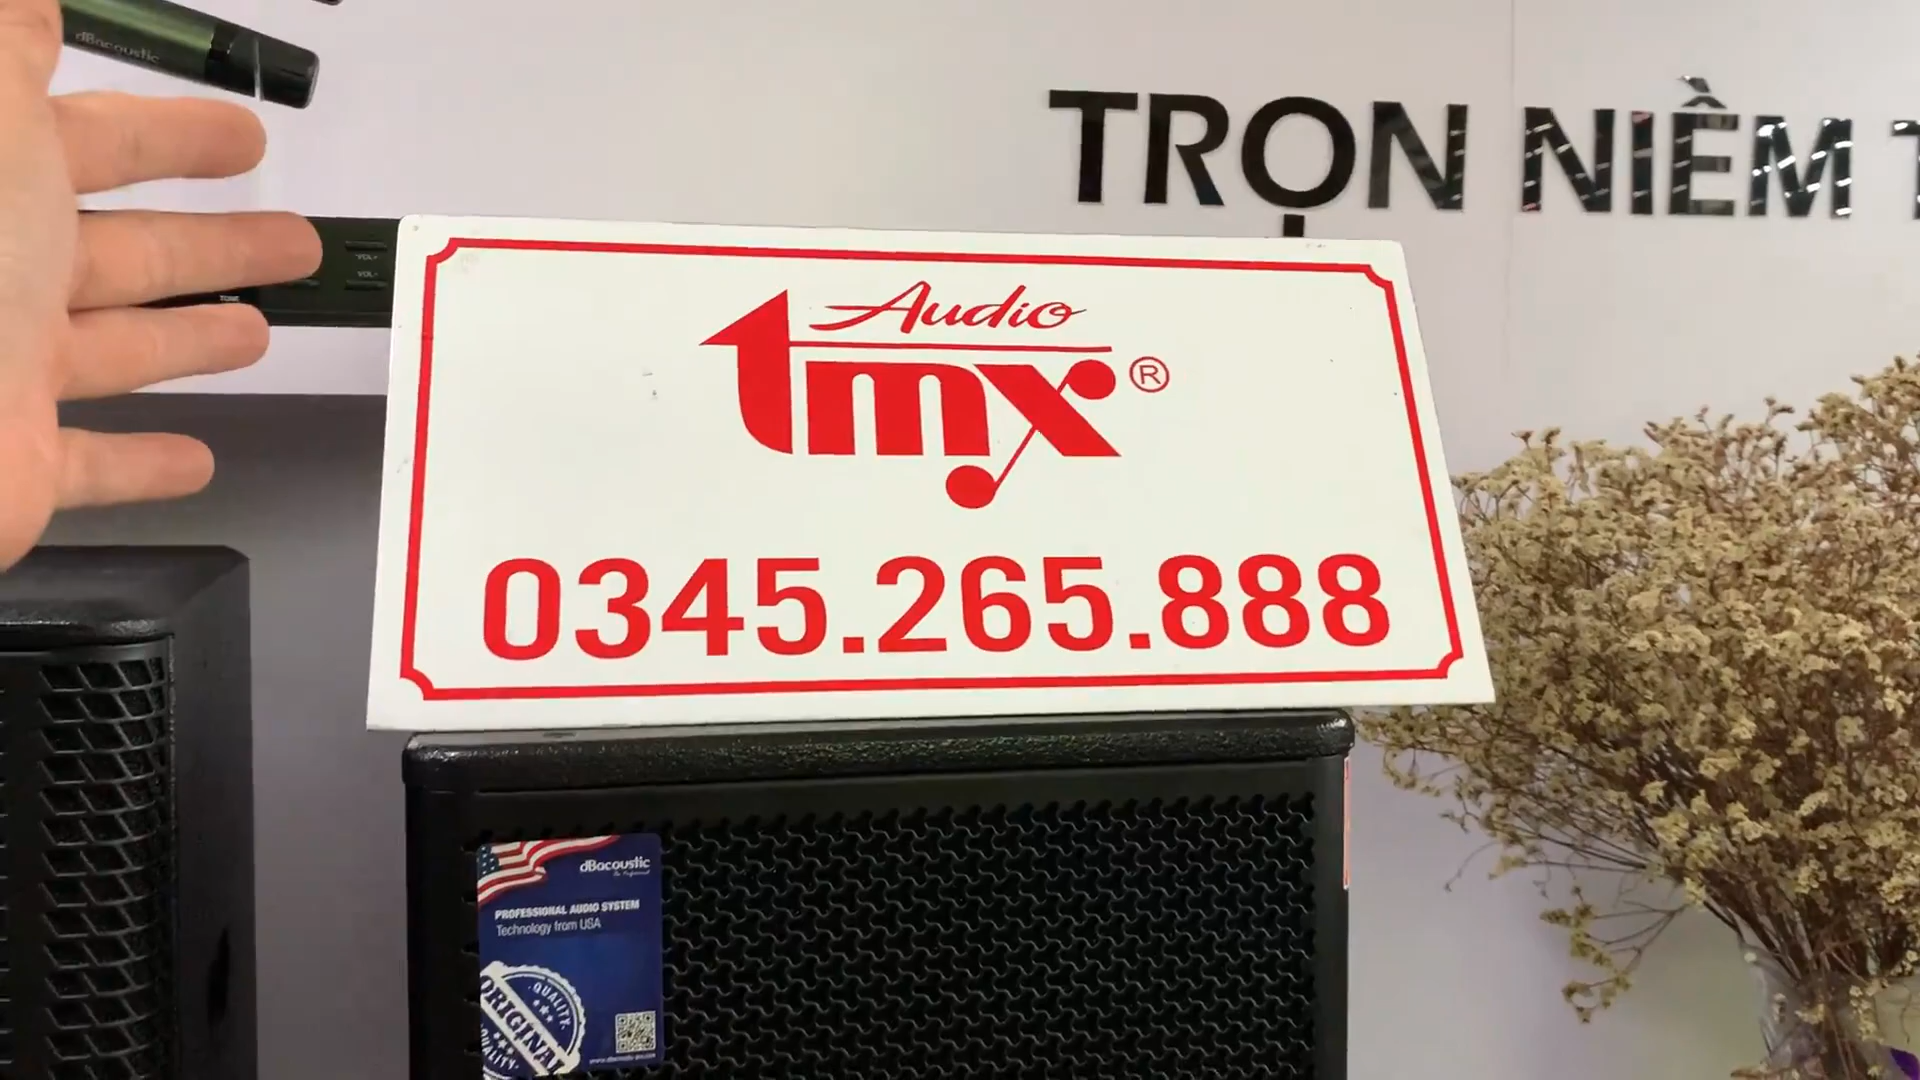 dBacoustic
TRỌN NIỀM T
VOL+
VOL-
TONE
Audio
tmx®
0345.265.888
dBacoustic
PROFESSIONAL AUDIO SYSTEM
Technology from USA
QUALITY
ORIGINAL
QUALITY